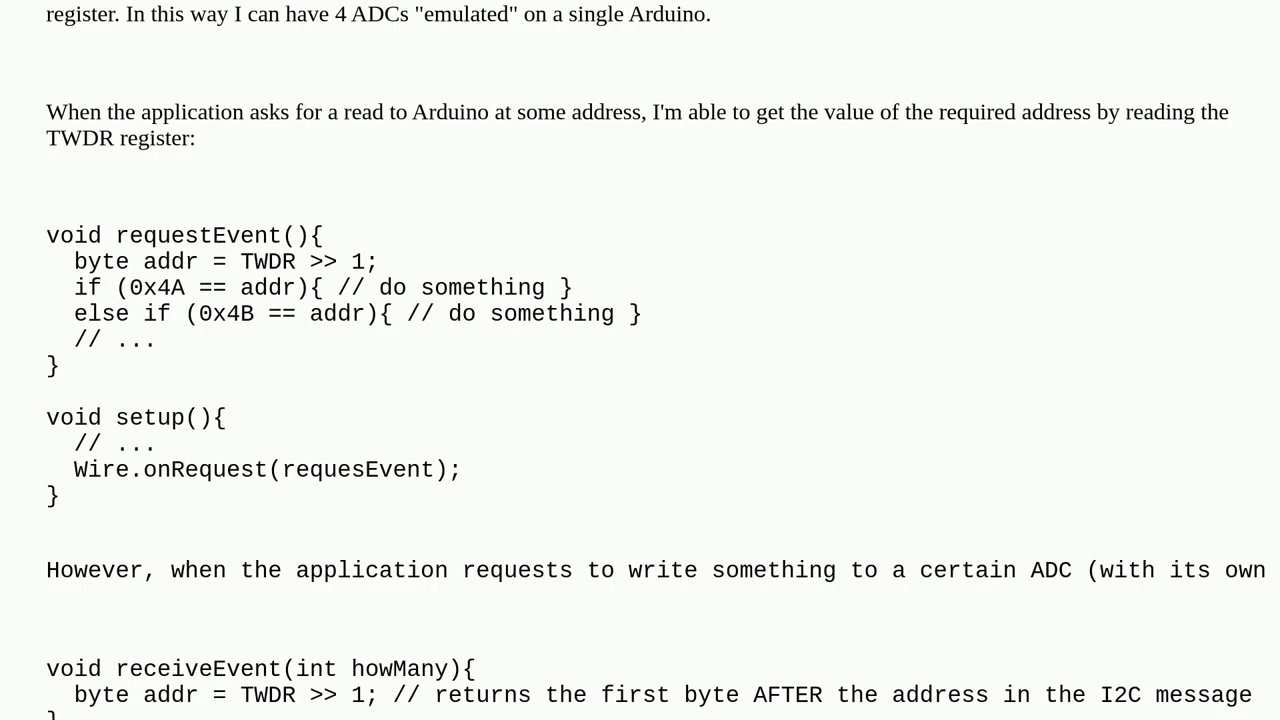 register. In this way I can have 4 ADCs "emulated" on a single Arduino.
When the application asks for a read to Arduino at some address, I'm able to get the value of the required address by reading the
TWDR register:
void requestEvent(){
  byte addr = TWDR >> 1;
  if (0x4A == addr){ // do something }
  else if (0x4B == addr){ // do something }
  // ...
}
void setup(){
  // ...
  Wire.onRequest(requesEvent);
}
However, when the application requests to write something to a certain ADC (with its own
void receiveEvent(int howMany){
  byte addr = TWDR >> 1; // returns the first byte AFTER the address in the I2C message
}